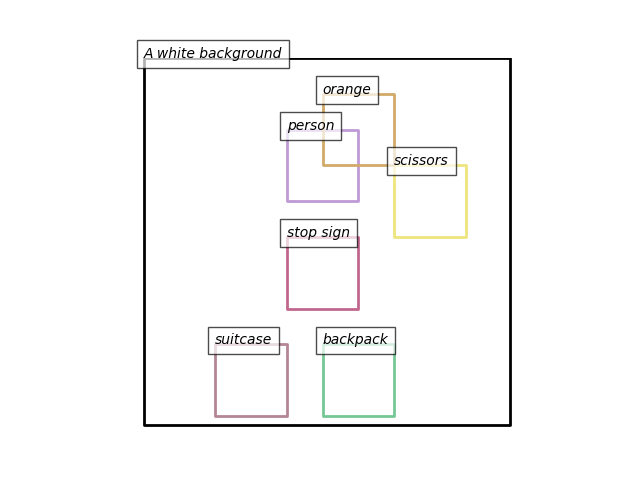 A white background
orange
person
scissors
stop sign
suitcase
backpack